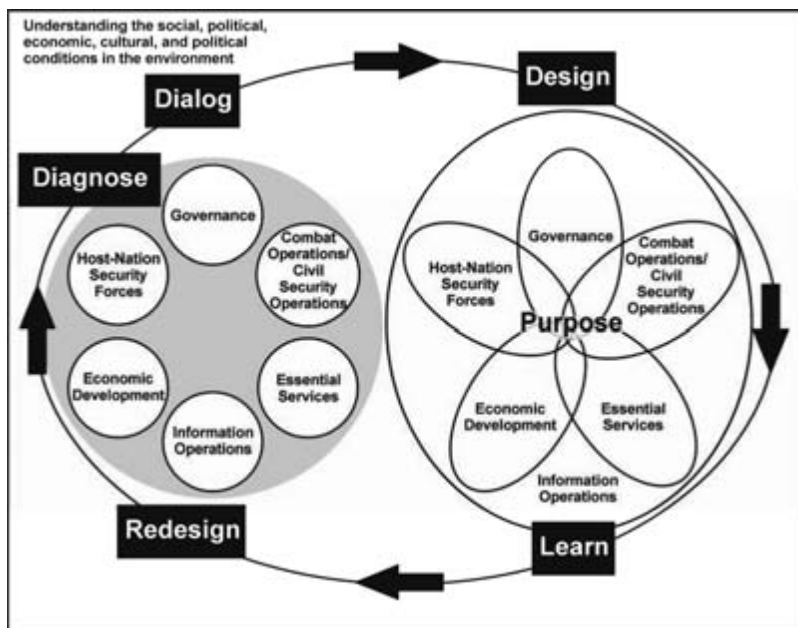 Understanding the social, political,
economic, cultural, and political
conditions in the environment
Dialog
Design
Diagnose
Governance
Host-Nation
Security
Forces
Combat
Operations/
Civil
Security
Operations
Economic
Development
Essential
Services
Information
Operations
Governance
Host-Nation
Security
Forces
Combat
Operations/
Civil
Security
Operations
Purpose
Economic
Development
Essential
Services
Information
Operations
Redesign
Learn